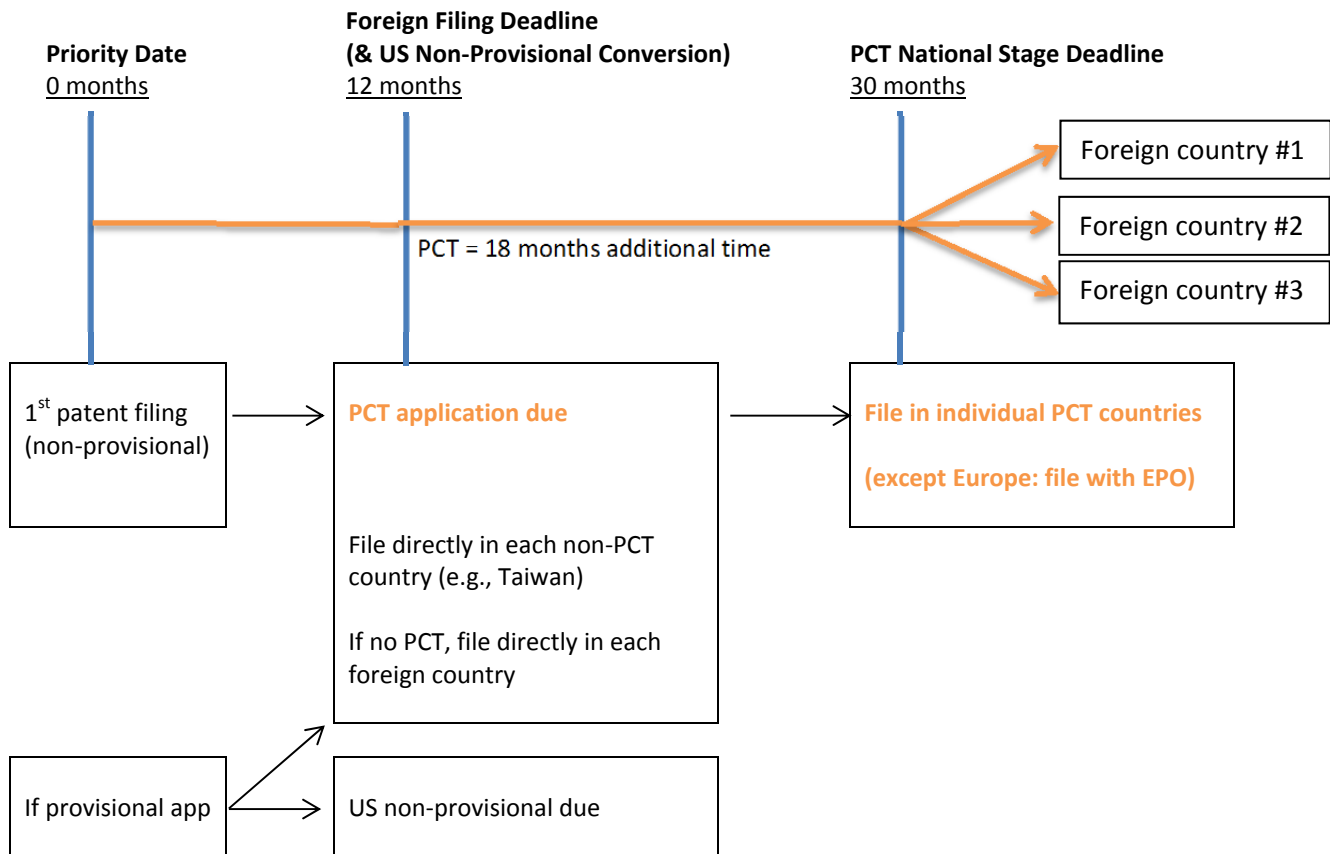 Priority Date
0 months
Foreign Filing Deadline
(& US Non-Provisional Conversion)
12 months
PCT National Stage Deadline
30 months
Foreign country #1
Foreign country #2
Foreign country #3
PCT = 18 months additional time
1st patent filing
(non-provisional)
PCT application due
File directly in each non-PCT
country (e.g., Taiwan)
If no PCT, file directly in each
foreign country
File in individual PCT countries
(except Europe: file with EPO)
If provisional app
US non-provisional due